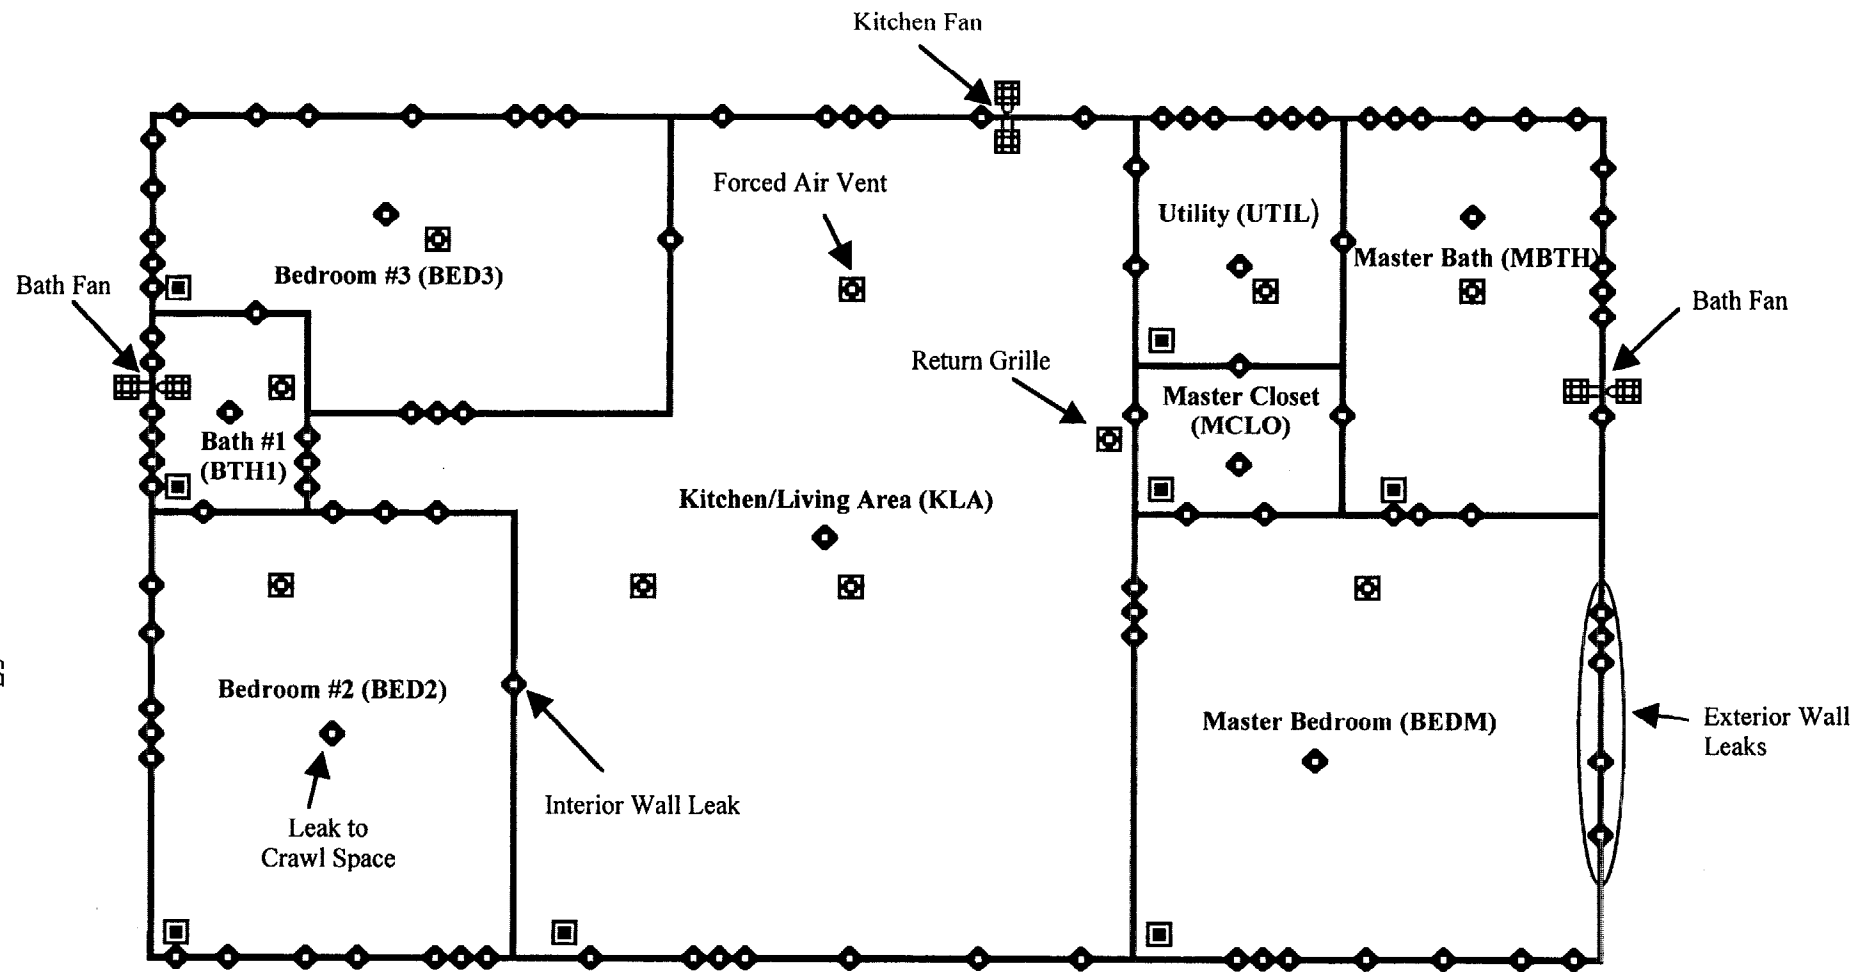 Kitchen Fan
Forced Air Vent
Utility (UTIL)
Master Bath (MBTH)
Bedroom #3 (BED3)
Bath Fan
Bath Fan
Return Grille
Master Closet
(MCLO)
Bath #1
(BTH1)
Kitchen/Living Area (KLA)
Bedroom #2 (BED2)
Master Bedroom (BEDM)
Exterior Wall
Leaks
Interior Wall Leak
Leak to
Crawl Space